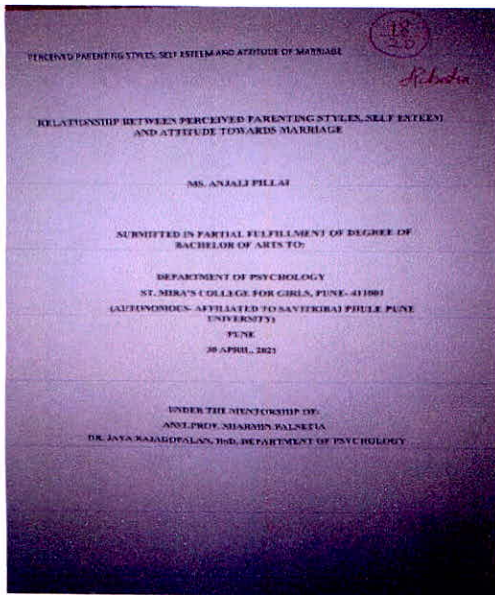 PERCEIVED PARENTING STYLES, SELF ESTEEM AND ATTITUDE OF MARRIAGE
18
20
RELATIONSHIP BETWEEN PERCEIVED PARENTING STYLES, SELF ESTEEM
AND ATTITUDE TOWARDS MARRIAGE
MS. ANJALI PILLAI
SUBMITTED IN PARTIAL FULFILLMENT OF DEGREE OF
BACHELOR OF ARTS TO:
DEPARTMENT OF PSYCHOLOGY
ST. MIRA'S COLLEGE FOR GIRLS, PUNE- 411001
(AUTONOMOUS- AFFILIATED TO SAVITRIBAI PHULE PUNE
UNIVERSITY)
PUNE
30 APRIL, 2021
UNDER THE MENTORSHIP OF:
ASST.PROF. SHARMIN PALSETIA
DR. JAYA RAJAGOPALAN, HoD, DEPARTMENT OF PSYCHOLOGY